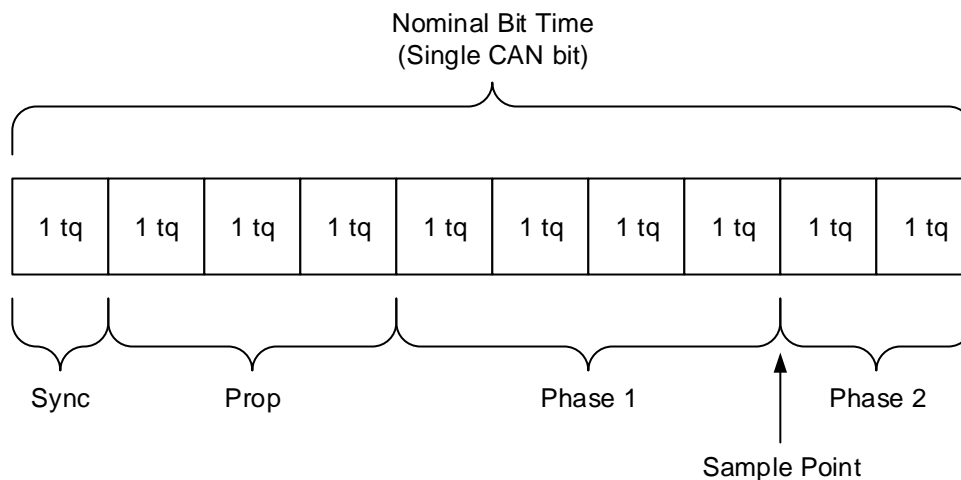 Nominal Bit Time
(Single CAN bit)
1 tq 1 tq 1 tq 1 tq 1 tq 1 tq 1 tq 1 tq 1 tq 1 tq
Sync Prop Phase 1 Phase 2
Sample Point